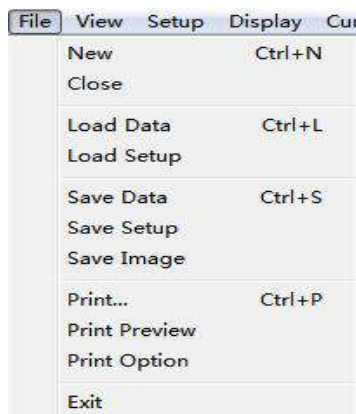 File View Setup Display
New Ctrl+N
Close
Load Data Ctrl+L
Load Setup
Save Data Ctrl+S
Save Setup
Save Image
Print... Ctrl+P
Print Preview
Print Option
Exit